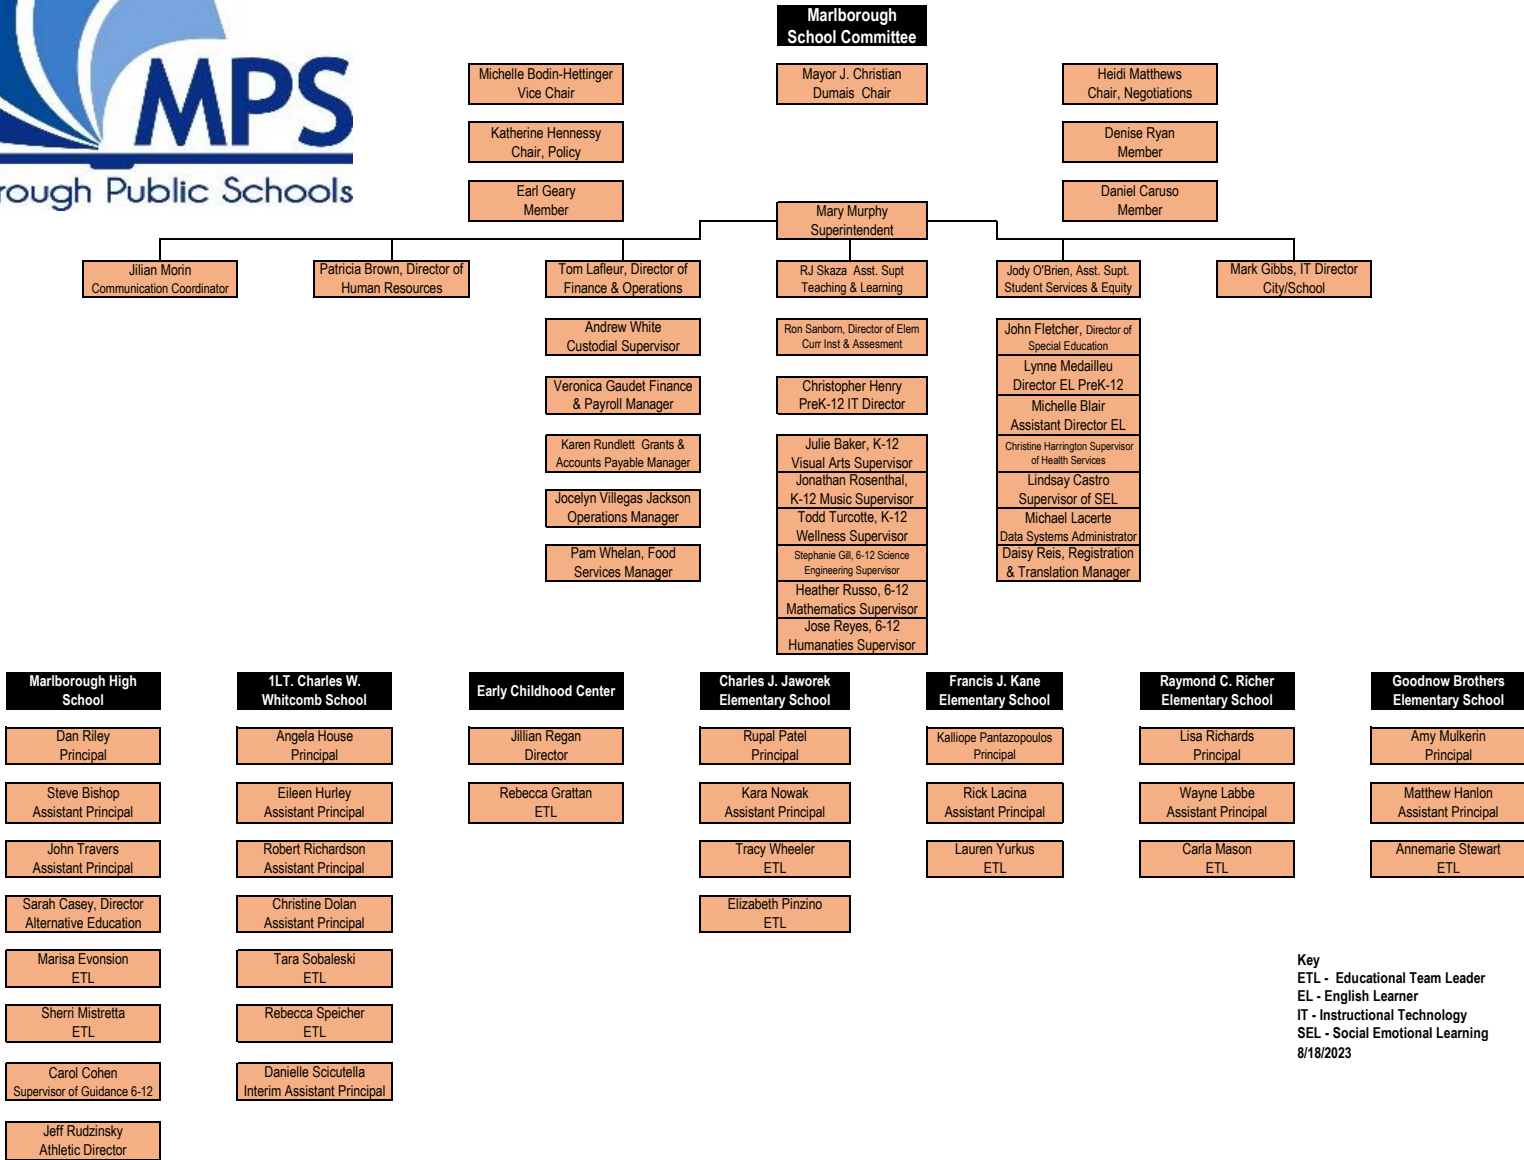 MPS
rough Public Schools
Marlborough
School Committee
Michelle Bodin-Hettinger
Vice Chair
Mayor J. Christian
Dumais Chair
Heidi Matthews
Chair, Negotiations
Katherine Hennessy
Chair, Policy
Denise Ryan
Member
Earl Geary
Member
Daniel Caruso
Member
Mary Murphy
Superintendent
Jilian Morin
Communication Coordinator
Patricia Brown, Director of
Human Resources
Tom Lafleur, Director of
Finance & Operations
RJ Skaza Asst. Supt
Teaching & Learning
Jody O'Brien, Asst. Supt.
Student Services & Equity
Mark Gibbs, IT Director
City/School
Andrew White
Custodial Supervisor
Veronica Gaudet Finance
& Payroll Manager
Karen Rundlett Grants &
Accounts Payable Manager
Jocelyn Villegas Jackson
Operations Manager
Pam Whelan, Food
Services Manager
Ron Sanborn, Director of Elem
Curr Inst & Assesment
Christopher Henry
PreK-12 IT Director
Julie Baker, K-12
Visual Arts Supervisor
Jonathan Rosenthal,
K-12 Music Supervisor
Todd Turcotte, K-12
Wellness Supervisor
Stephanie Gill, 6-12 Science
Engineering Supervisor
Heather Russo, 6-12
Mathematics Supervisor
Jose Reyes, 6-12
Humanaties Supervisor
John Fletcher, Director of
Special Education
Lynne Medailleu
Director EL PreK-12
Michelle Blair
Assistant Director EL
Christine Harrington Supervisor
of Health Services
Lindsay Castro
Supervisor of SEL
Michael Lacerte
Data Systems Administrator
Daisy Reis, Registration
& Translation Manager
Marlborough High
School
Dan Riley
Principal
Steve Bishop
Assistant Principal
John Travers
Assistant Principal
Sarah Casey, Director
Alternative Education
Marisa Evonsion
ETL
Sherri Mistretta
ETL
Carol Cohen
Supervisor of Guidance 6-12
Jeff Rudzinsky
Athletic Director
1LT. Charles W.
Whitcomb School
Angela House
Principal
Eileen Hurley
Assistant Principal
Robert Richardson
Assistant Principal
Christine Dolan
Assistant Principal
Tara Sobaleski
ETL
Rebecca Speicher
ETL
Danielle Scicutella
Interim Assistant Principal
Early Childhood Center
Jillian Regan
Director
Rebecca Grattan
ETL
Charles J. Jaworek
Elementary School
Rupal Patel
Principal
Kara Nowak
Assistant Principal
Tracy Wheeler
ETL
Elizabeth Pinzino
ETL
Francis J. Kane
Elementary School
Kalliope Pantazopoulos
Principal
Rick Lacina
Assistant Principal
Lauren Yurkus
ETL
Raymond C. Richer
Elementary School
Lisa Richards
Principal
Wayne Labbe
Assistant Principal
Carla Mason
ETL
Goodnow Brothers
Elementary School
Amy Mulkerin
Principal
Matthew Hanlon
Assistant Principal
Annemarie Stewart
ETL
Key
ETL - Educational Team Leader
EL - English Learner
IT - Instructional Technology
SEL - Social Emotional Learning
8/18/2023